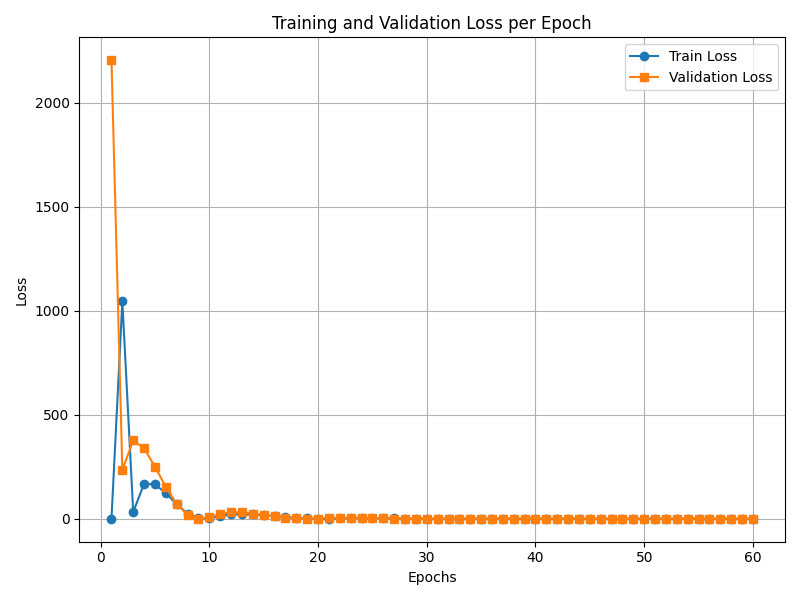 Training and Validation Loss per Epoch
Train Loss
Validation Loss
Loss
2000
1500
1000
500
0
0 10 20 30 40 50 60
Epochs